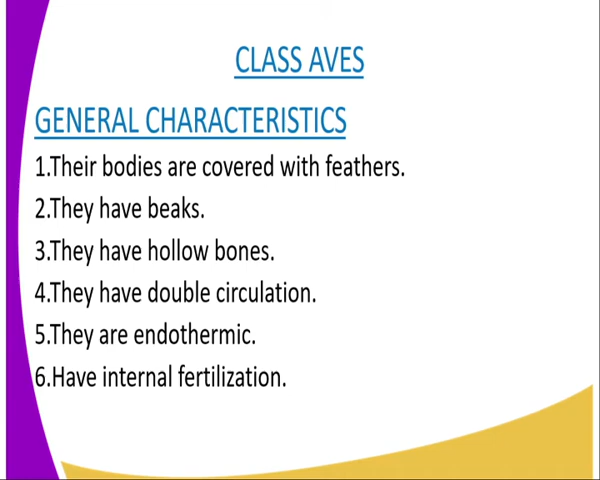 CLASS AVES
GENERAL CHARACTERISTICS
1.Their bodies are covered with feathers.
2.They have beaks.
3.They have hollow bones.
4.They have double circulation.
5.They are endothermic.
6.Have internal fertilization.